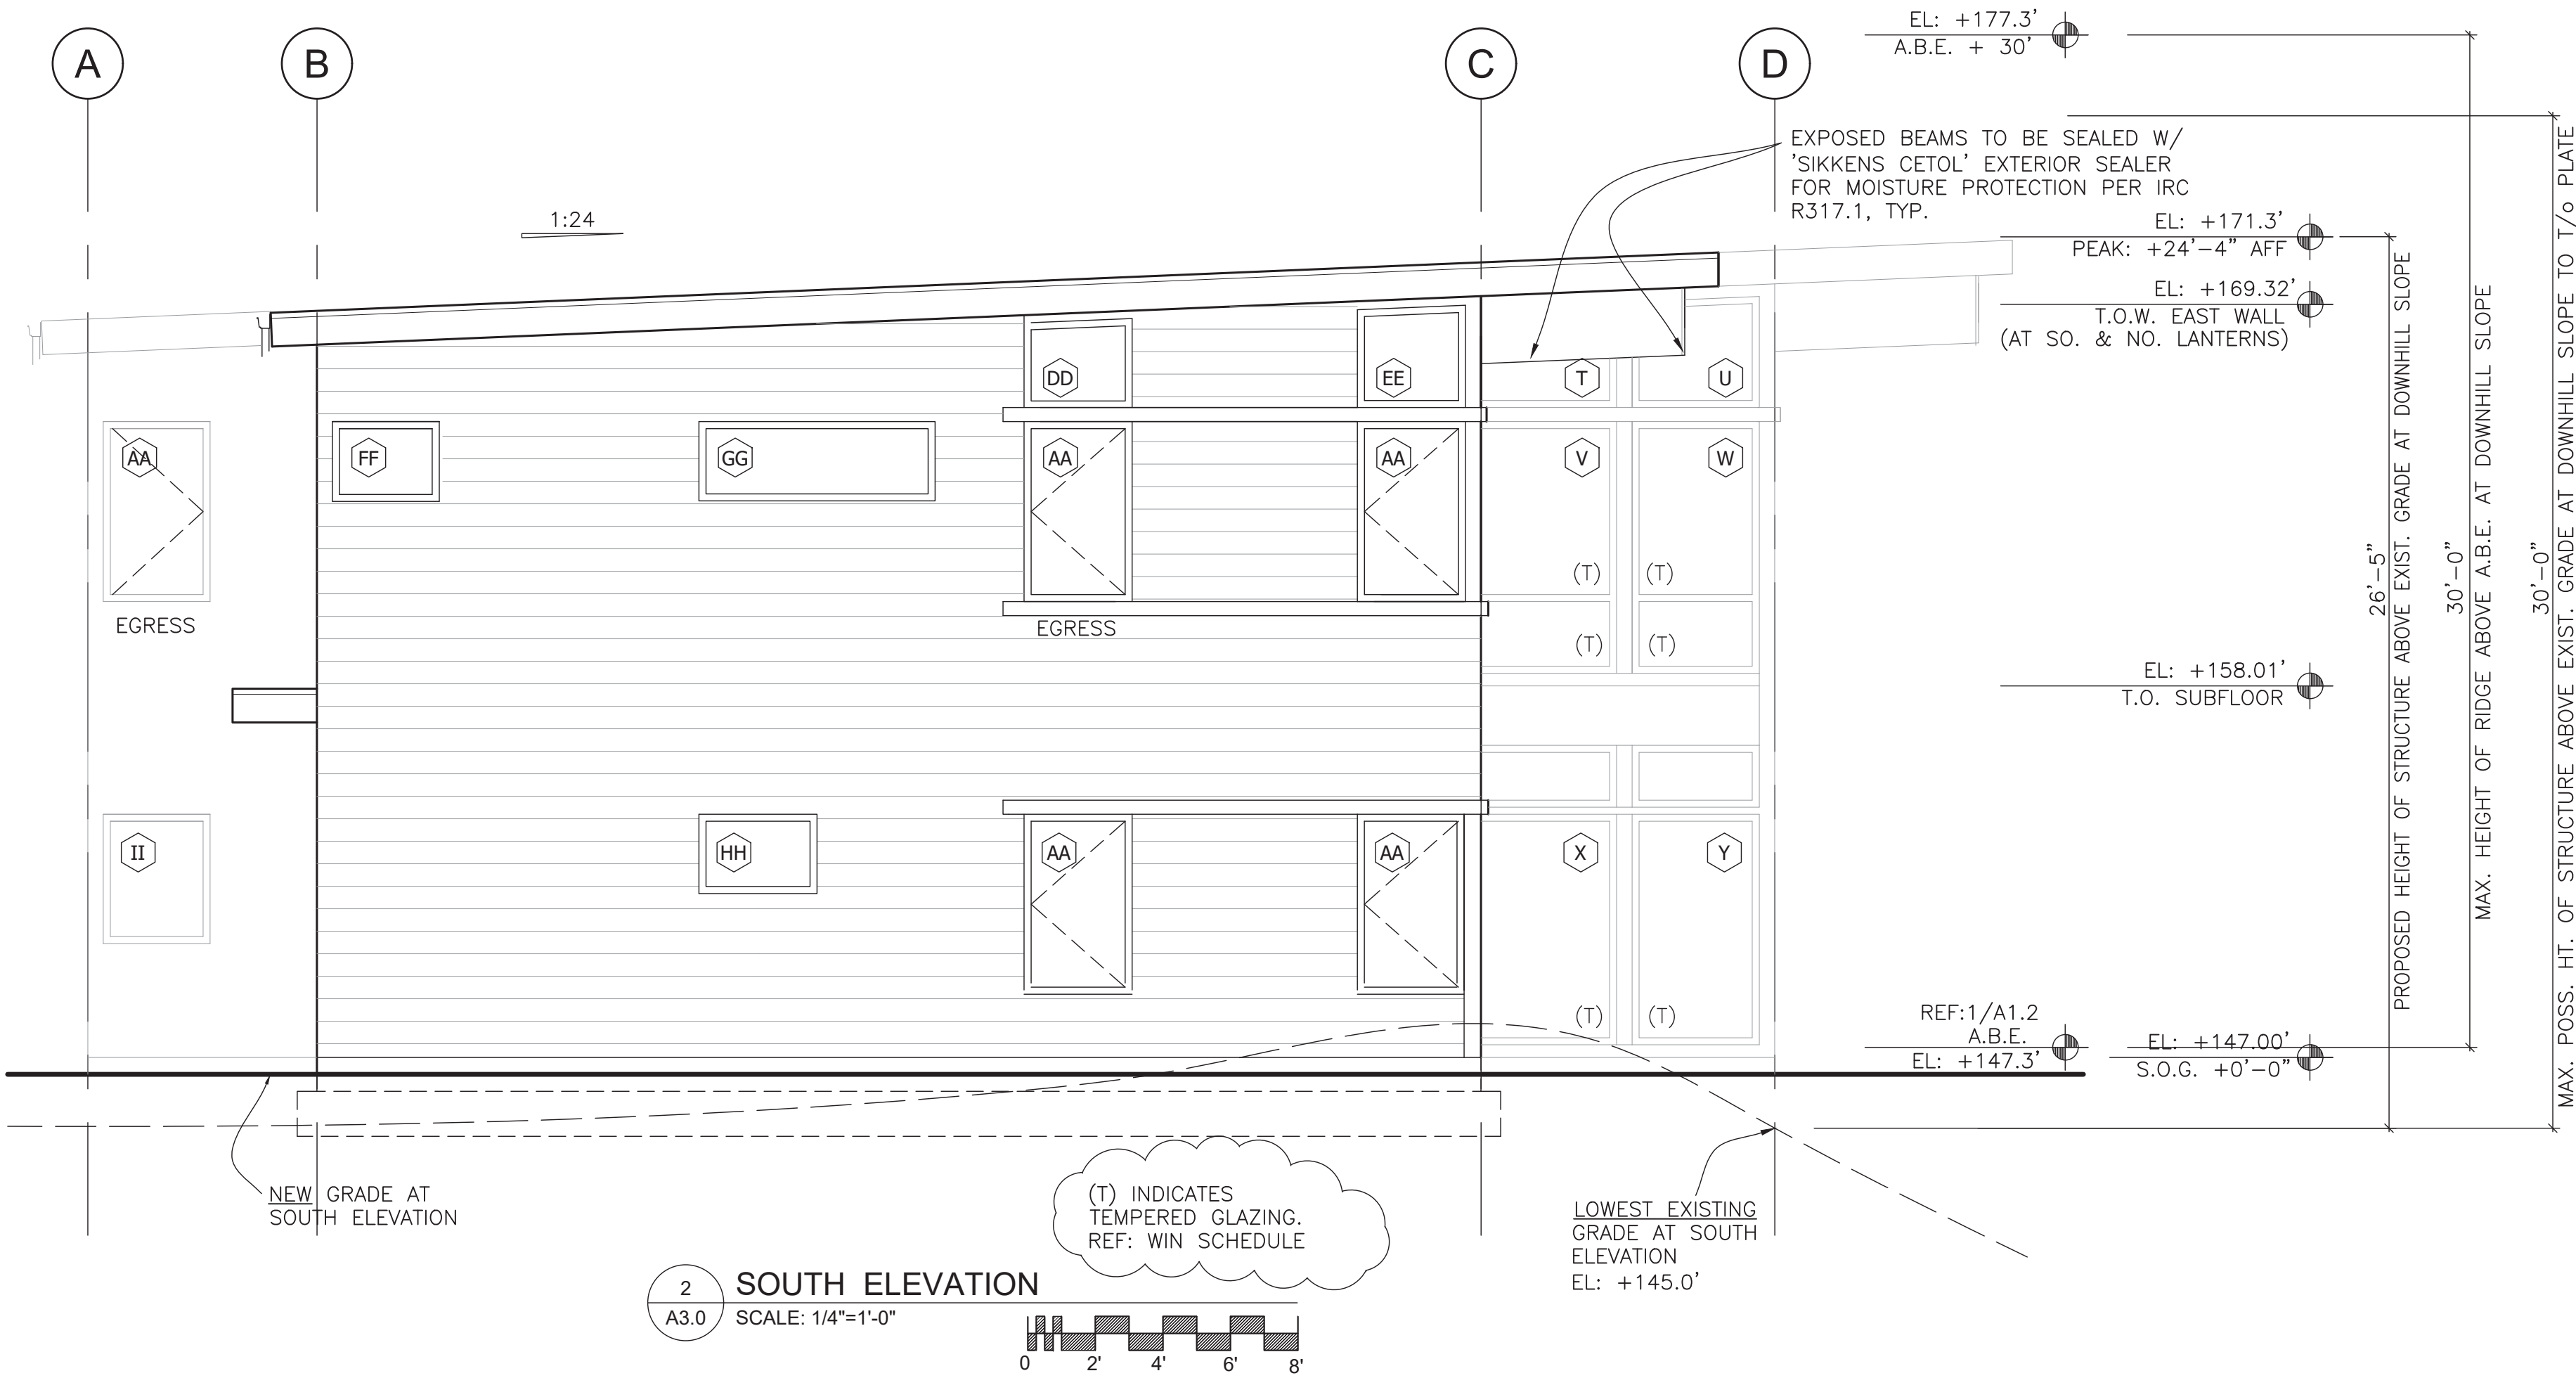 A
B
C
D
EL: +177.3'
A.B.E. + 30'
EXPOSED BEAMS TO BE SEALED W/
'SIKKENS CETOL' EXTERIOR SEALER
FOR MOISTURE PROTECTION PER IRC
R317.1, TYP.
1:24
EL: +171.3'
PEAK: +24'-4" AFF
EL: +169.32'
T.O.W. EAST WALL
(AT SO. & NO. LANTERNS)
DD
EE
T
U
AA
FF
GG
AA
AA
V
W
(T)
(T)
EGRESS
EGRESS
(T)
(T)
EL: +158.01'
T.O. SUBFLOOR
II
HH
AA
AA
X
Y
(T)
(T)
REF:1/A1.2
A.B.E.
EL: +147.3'
EL: +147.00'
S.O.G. +0'-0"
26'-5"
PROPOSED HEIGHT OF STRUCTURE ABOVE EXIST. GRADE AT DOWNHILL SLOPE
30'-0"
MAX. HEIGHT OF RIDGE ABOVE A.B.E. AT DOWNHILL SLOPE
30'-0"
MAX. POSS. HT. OF STRUCTURE ABOVE EXIST. GRADE AT DOWNHILL SLOPE TO T/o PLATE
NEW GRADE AT
SOUTH ELEVATION
(T) INDICATES
TEMPERED GLAZING.
REF: WIN SCHEDULE
LOWEST EXISTING
GRADE AT SOUTH
ELEVATION
EL: +145.0'
2
A3.0
SOUTH ELEVATION
SCALE: 1/4"=1'-0"
0 2' 4' 6' 8'